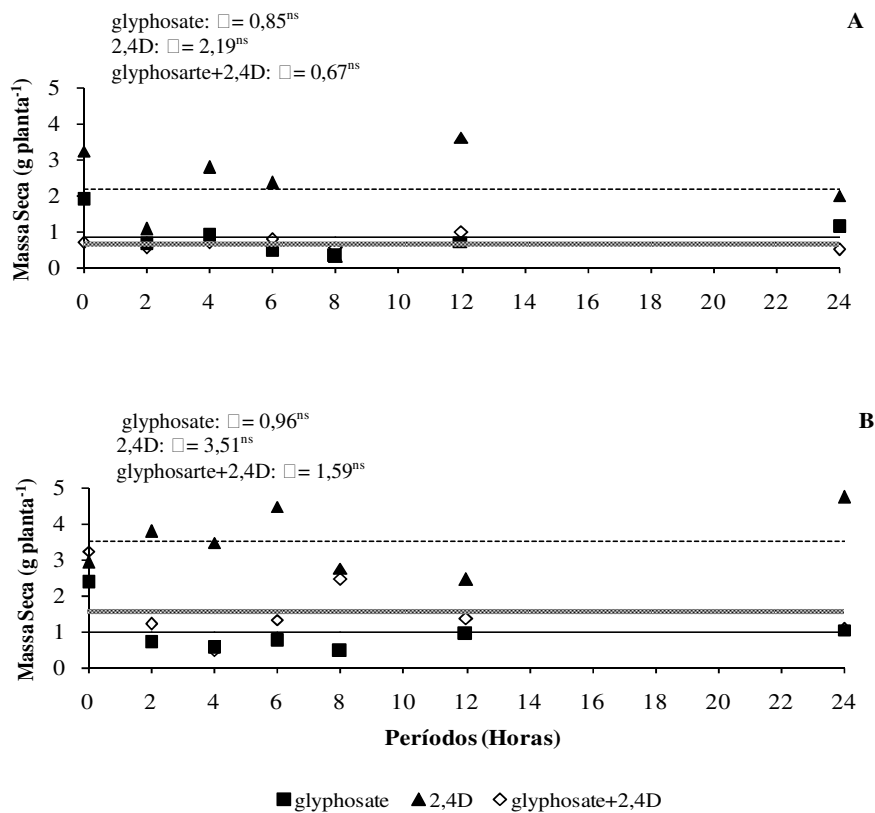 glyphosate: □= 0,85ns
A
2,4D: □= 2,19ns
glyphosarte+2,4D: □= 0,67ns
Massa Seca (g planta-1)
5
4
3
2
1
0
0 2 4 6 8 10 12 14 16 18 20 22 24
glyphosate: □= 0,96ns
B
2,4D: □= 3,51ns
glyphosarte+2,4D: □= 1,59ns
Massa Seca (g planta-1)
5
4
3
2
1
0
0 2 4 6 8 10 12 14 16 18 20 22 24
Períodos (Horas)
glyphosate 2,4D glyphosate+2,4D